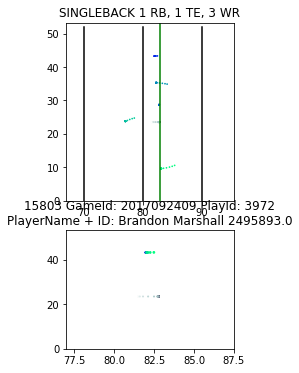 SINGLEBACK 1 RB, 1 TE, 3 WR
50
40
30
20
10
0
70 80 90
15803 GameId: 2017092409 PlayId: 3972
PlayerName + ID: Brandon Marshall 2495893.0
40
20
0
77.5 80.0 82.5 85.0 87.5